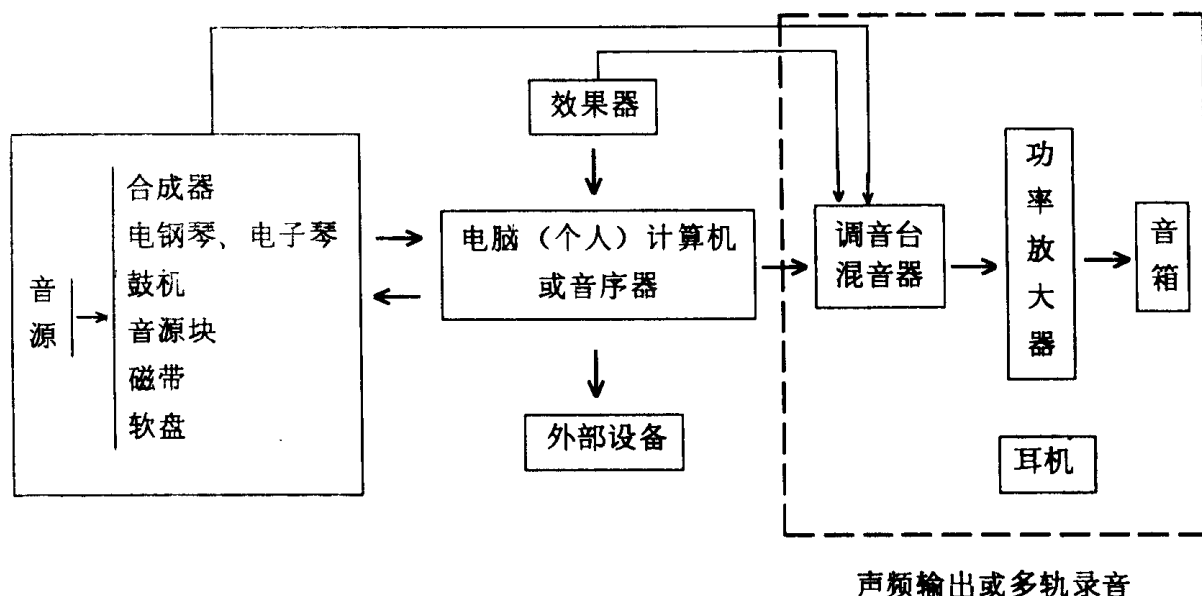 音源
合成器
电钢琴、电子琴
鼓机
音源块
磁带
软盘
效果器
电脑（个人）计算机
或音序器
外部设备
调音台
混音器
功率放大器
音箱
耳机
声频输出或多轨录音